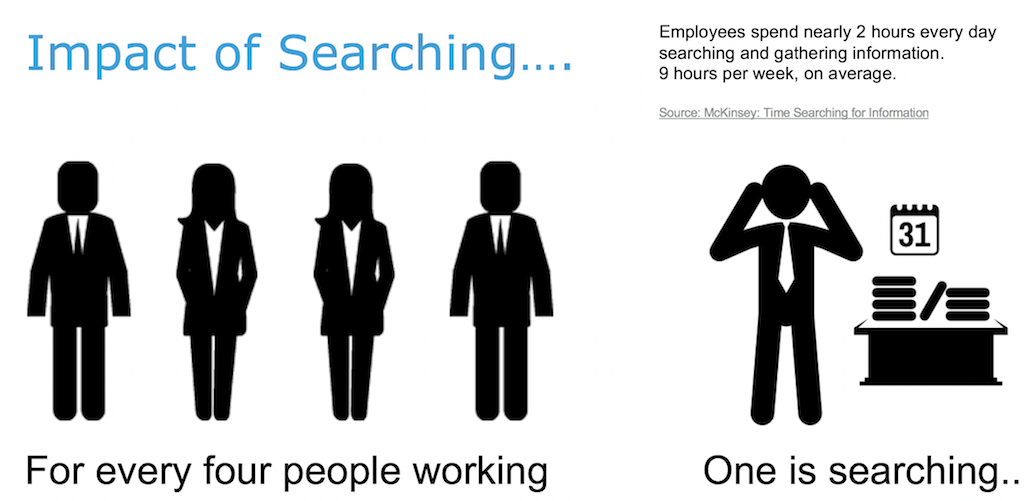 Impact of Searching....
Employees spend nearly 2 hours every day
searching and gathering information.
9 hours per week, on average.
Source: McKinsey: Time Searching for Information
31
For every four people working
One is searching..